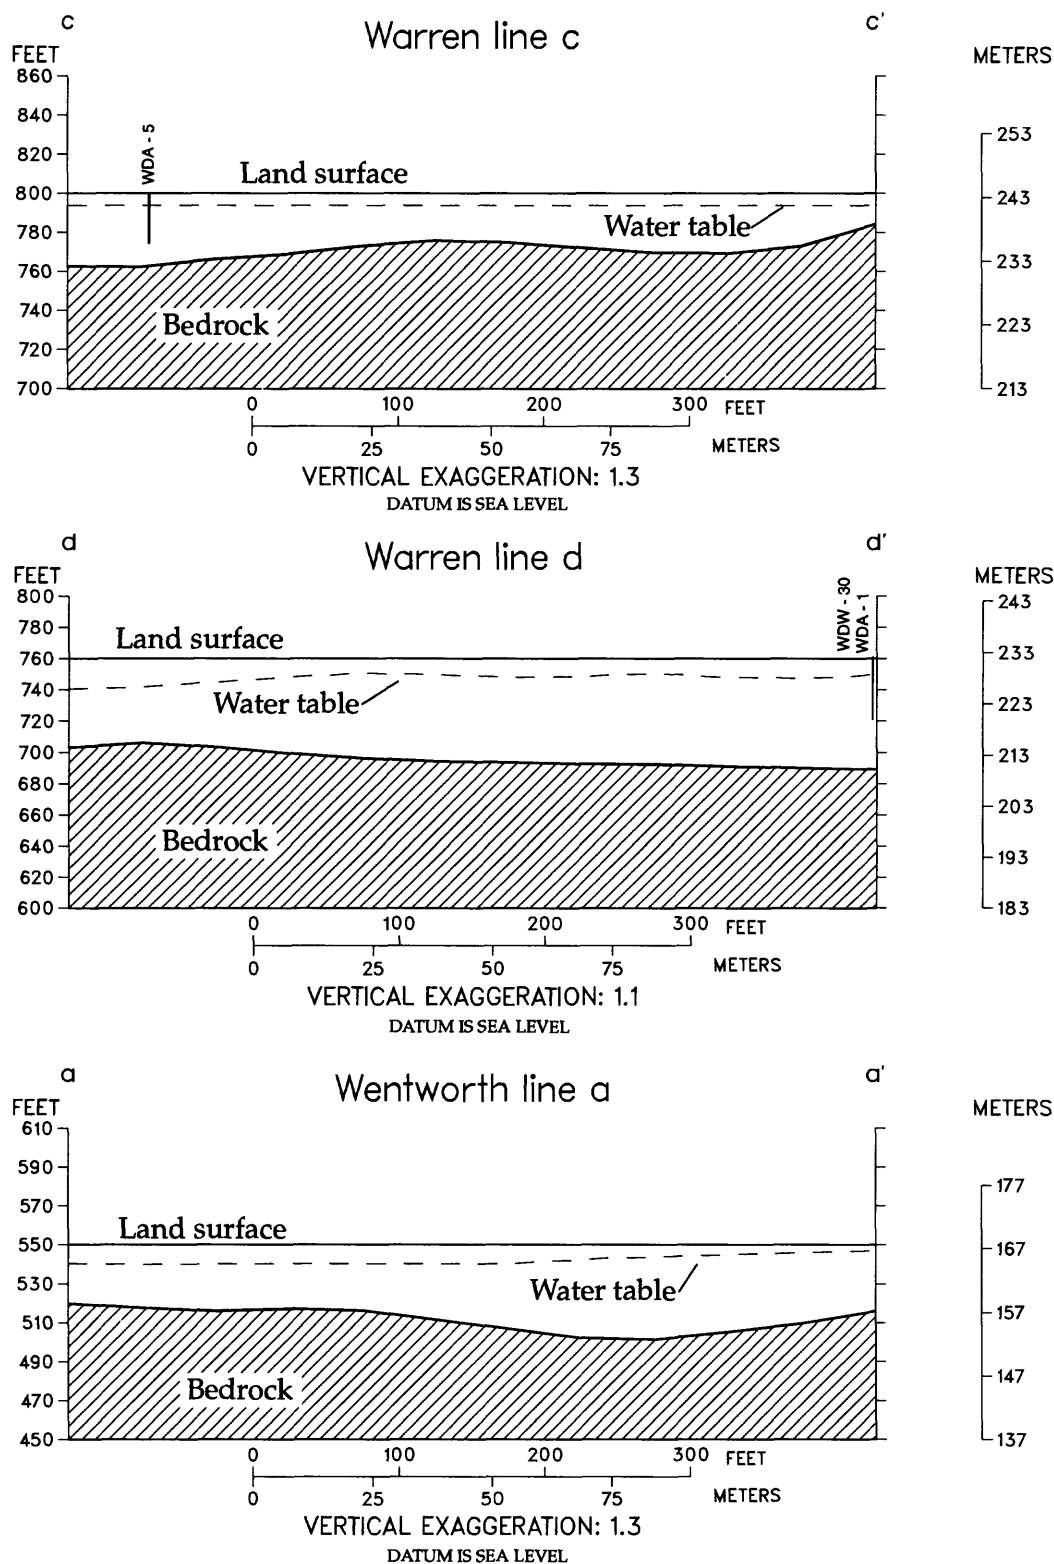 c c'
Warren line c
FEET METERS
860
840
820
800
780
760
740
720
700
WDA - 5
Land surface
Water table
Bedrock
253
243
233
223
213
0 100 200 300 FEET
0 25 50 75 METERS
VERTICAL EXAGGERATION: 1.3
DATUM IS SEA LEVEL
d d'
Warren line d
FEET METERS
800
780
760
740
720
700
680
660
640
620
600
WDW - 30
WDA - 1
Land surface
Water table
Bedrock
243
233
223
213
203
193
183
0 100 200 300 FEET
0 25 50 75 METERS
VERTICAL EXAGGERATION: 1.1
DATUM IS SEA LEVEL
a a'
Wentworth line a
FEET METERS
610
590
570
550
530
510
490
470
450
Land surface
Water table
Bedrock
177
167
157
147
137
0 100 200 300 FEET
0 25 50 75 METERS
VERTICAL EXAGGERATION: 1.3
DATUM IS SEA LEVEL